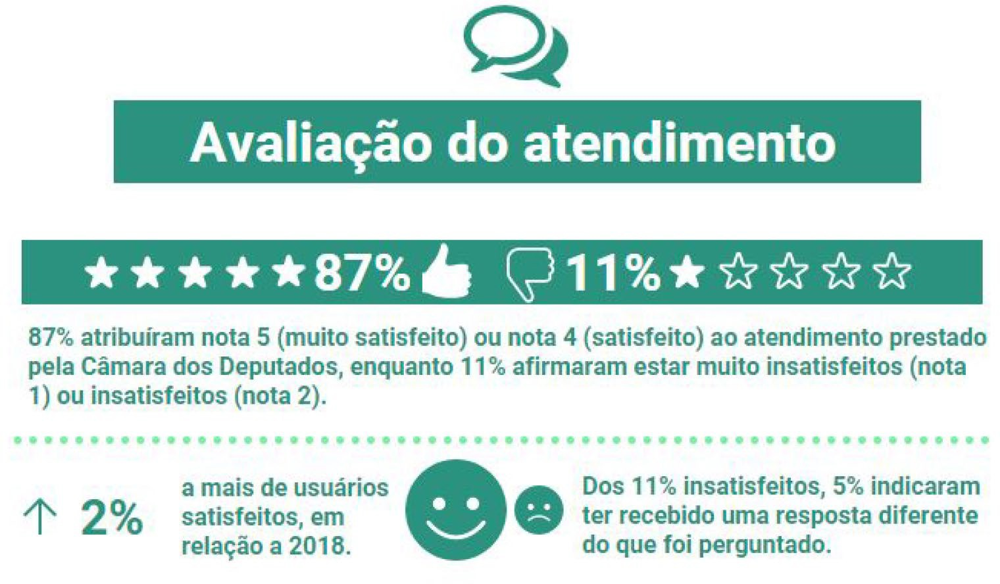 Avaliação do atendimento
87% 11%
87% atribuíram nota 5 (muito satisfeito) ou nota 4 (satisfeito) ao atendimento prestado
pela Câmara dos Deputados, enquanto 11% afirmaram estar muito insatisfeitos (nota
1) ou insatisfeitos (nota 2).
2%
a mais de usuários
satisfeitos, em
relação a 2018.
Dos 11% insatisfeitos, 5% indicaram
ter recebido uma resposta diferente
do que foi perguntado.